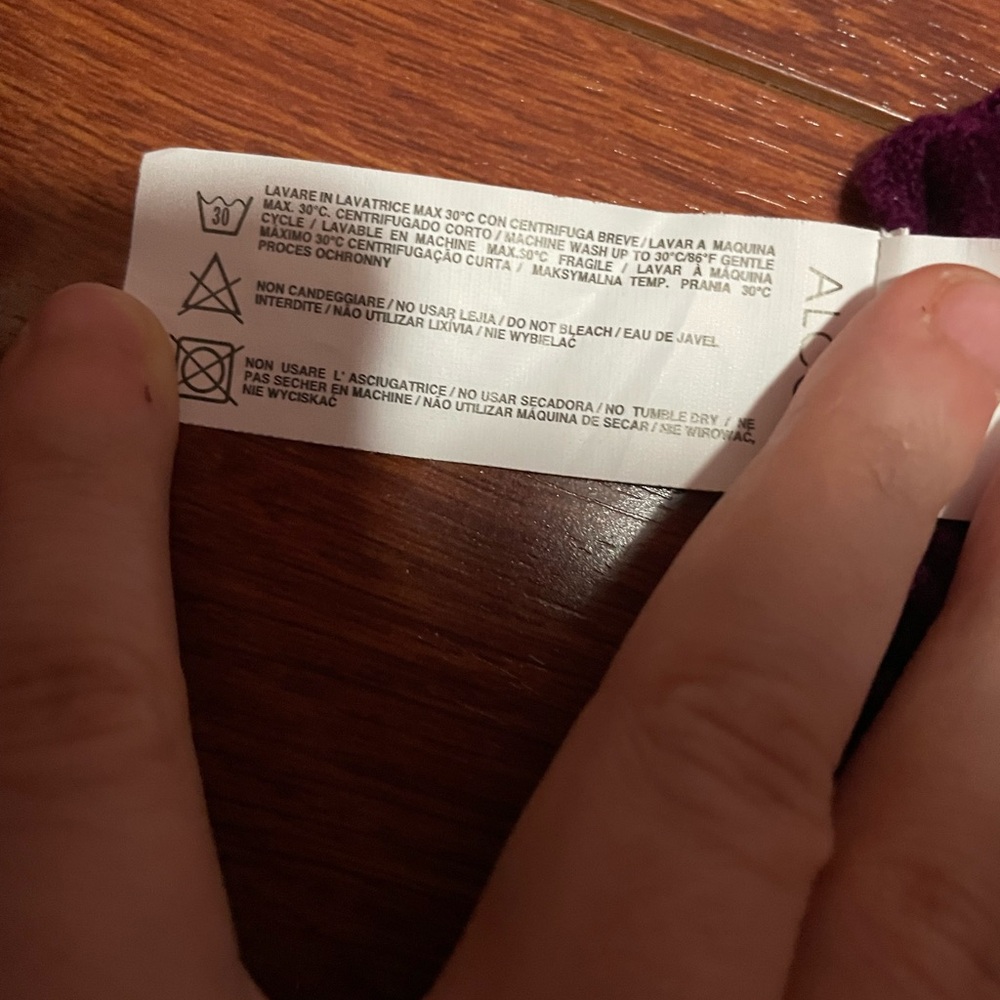 30
LAVARE IN LAVATRICE MAX 30°C CON CENTRIFUGA BREVE / LAVAR A MAQUINA
MAX. 30°C. CENTRIFUGADO CORTO / MACHINE WASH UP TO 30°C/86°F GENTLE
CYCLE / LAVABLE EN MACHINE MAX.30°C FRAGILE / LAVAR À MÁQUINA
MÁXIMO 30°C CENTRIFUGAÇÃO CURTA / MAKSYMALNA TEMP. PRANIA 30°C
PROCES OCHRONNY
NON CANDEGGIARE / NO USAR LEJIA / DO NOT BLEACH / EAU DE JAVEL
INTERDITE / NÃO UTILIZAR LIXÍVIA / NIE WYBIELAĆ
NON USARE L' ASCIUGATRICE / NO USAR SECADORA / NO TUMBLE DRY / NE
PAS SECHER EN MACHINE / NÃO UTILIZAR MÁQUINA DE SECAR / NIE WIROWAĆ,
NIE WYCISKAĆ